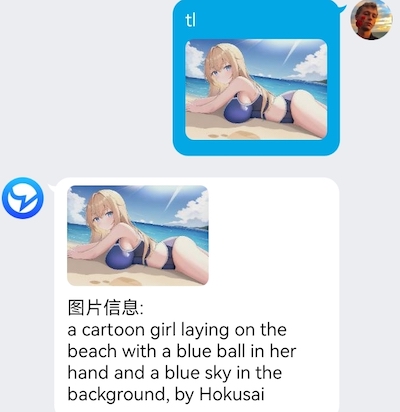 tl
图片信息:
a cartoon girl laying on the
beach with a blue ball in her
hand and a blue sky in the
background, by Hokusai